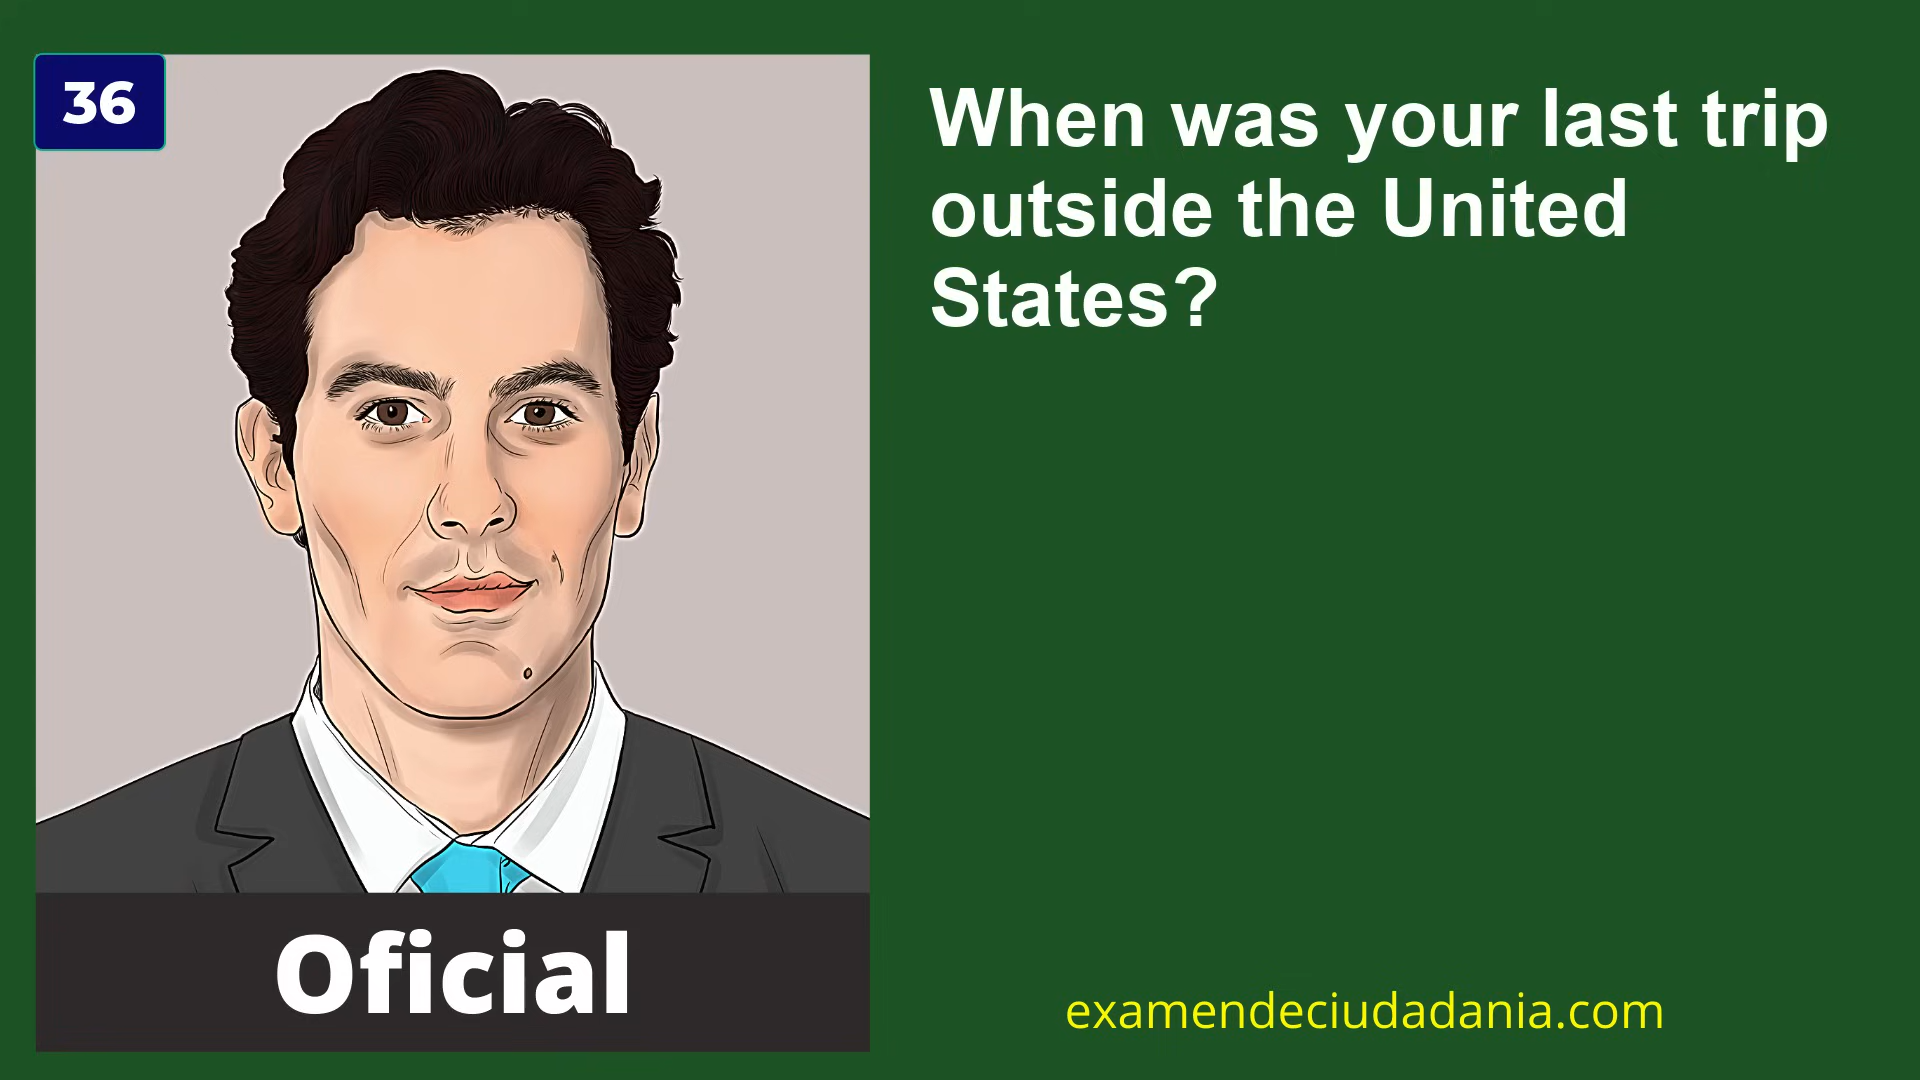 36
When was your last trip
outside the United
States?
Oficial
examendeciudadania.com